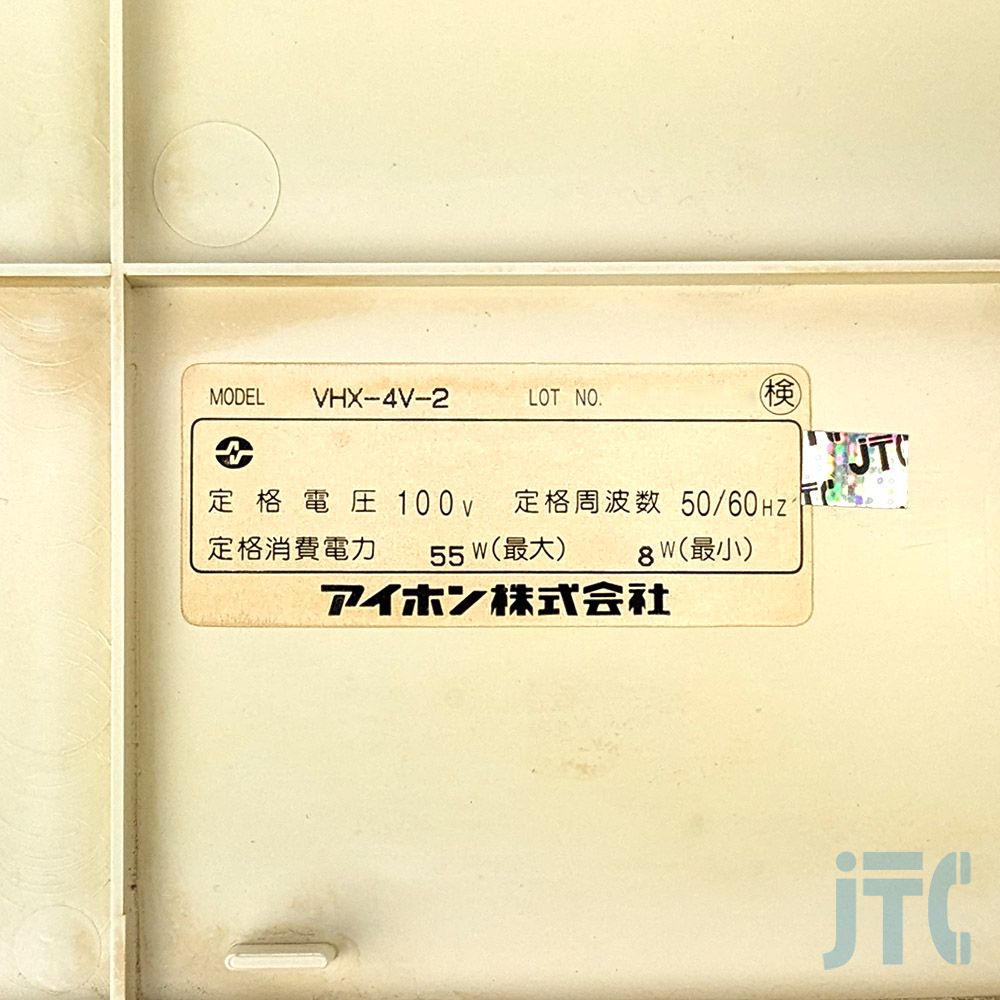 MODEL VHX-4V-2 LOT NO. 検
定格電圧 100V 定格周波数 50/60HZ
JTC
定格消費電力 55W(最大) 8W(最小)
アイホン株式会社
JTC